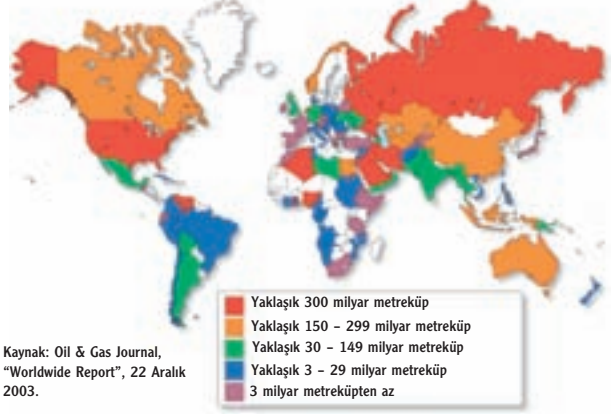 Yaklaşık 300 milyar metreküp
Yaklaşık 150 - 299 milyar metreküp
Yaklaşık 30 - 149 milyar metreküp
Yaklaşık 3 - 29 milyar metreküp
3 milyar metreküpten az
Kaynak: Oil & Gas Journal,
“Worldwide Report”, 22 Aralık
2003.